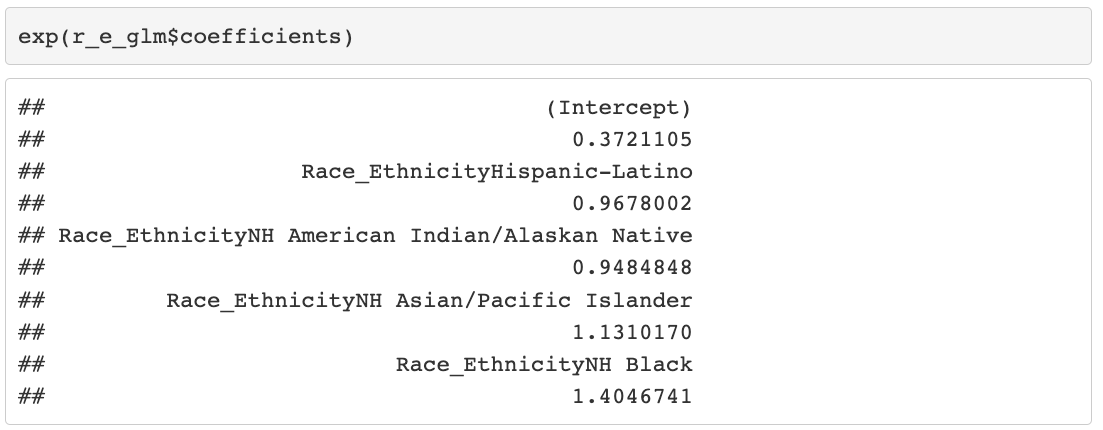 exp(r_e_glm$coefficients)
## (Intercept)
## 0.3721105
## Race_EthnicityHispanic-Latino
## 0.9678002
## Race_EthnicityNH American Indian/Alaskan Native
## 0.9484848
## Race_EthnicityNH Asian/Pacific Islander
## 1.1310170
## Race_EthnicityNH Black
## 1.4046741